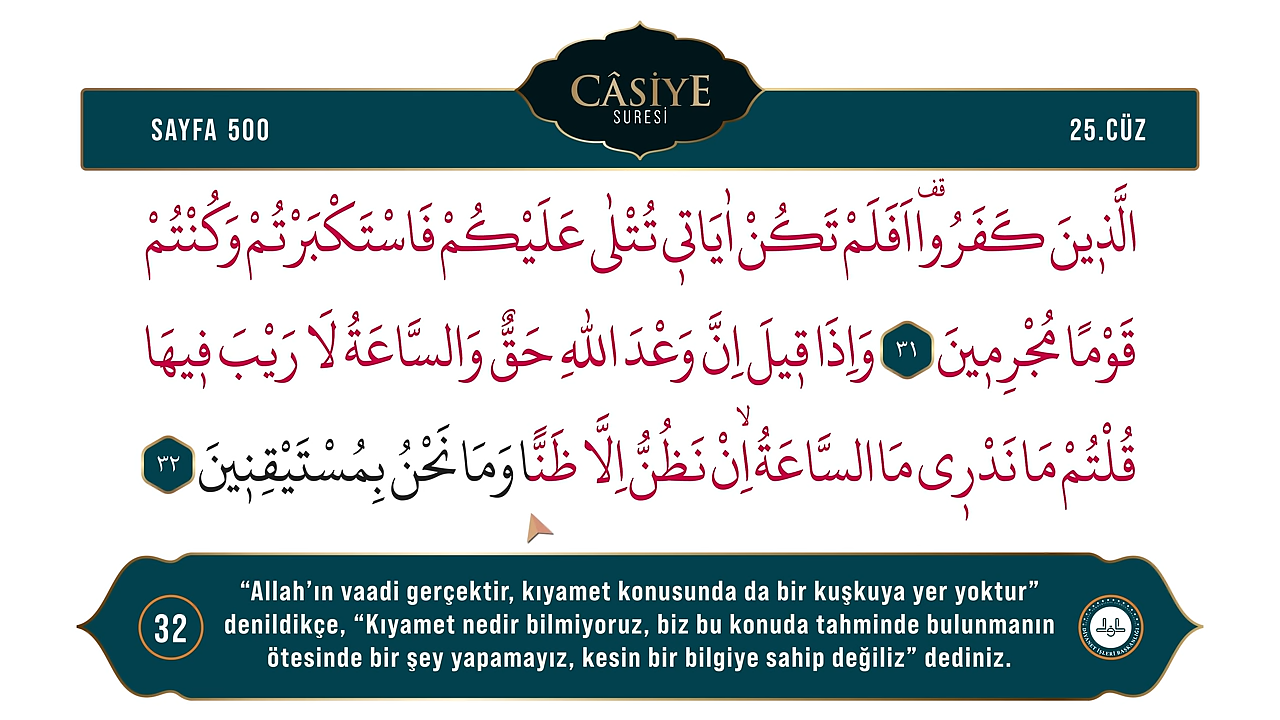 CÂSİYE
SURESİ
SAYFA 500
25.CÜZ
الَّذ۪ينَ كَفَرُوا۠ اَفَلَمْ تَكُنْ اٰيَات۪ي تُتْلٰى عَلَيْكُمْ فَاسْتَكْبَرْتُمْ وَكُنْتُمْ
قَوْمًا مُجْرِم۪ينَ ٣١ وَاِذَا ق۪يلَ اِنَّ وَعْدَ اللّٰهِ حَقٌّ وَالسَّاعَةُ لَا رَيْبَ ف۪يهَا
قُلْتُمْ مَا نَدْر۪ى مَا السَّاعَةُۙ اِنْ نَظُنُّ اِلَّا ظَنًّا وَمَا نَحْنُ بِمُسْتَيْقِن۪ينَ ٣٢
32
“Allah’ın vaadi gerçektir, kıyamet konusunda da bir kuşkuya yer yoktur”
denildikçe, “Kıyamet nedir bilmiyoruz, biz bu konuda tahminde bulunmanın
ötesinde bir şey yapamayız, kesin bir bilgiye sahip değiliz” dediniz.